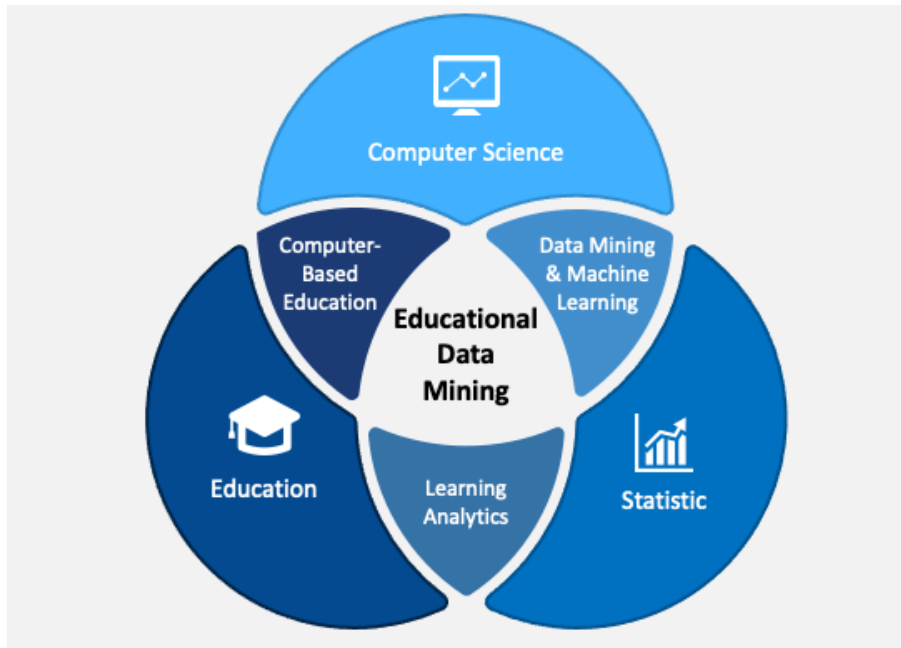 Computer Science
Computer-
Based
Education
Data Mining
& Machine
Learning
Educational
Data
Mining
Education
Learning
Analytics
Statistic